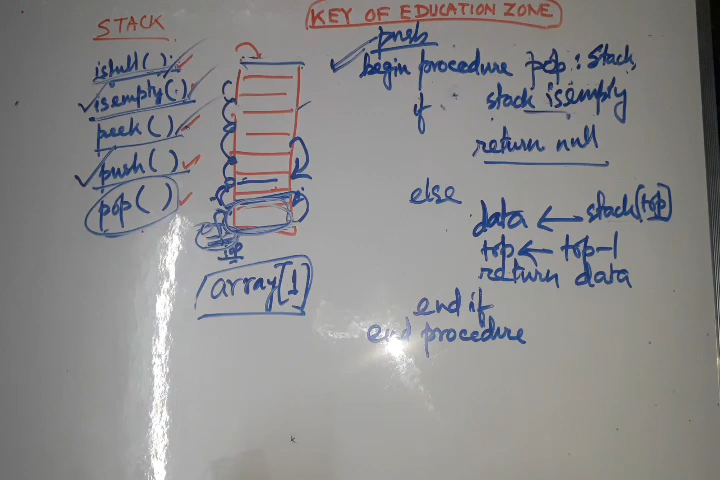 STACK
KEY OF EDUCATION ZONE
isfull( );
isempty( );
peek( )
push( )
pop( )
top
array[1]
push
begin procedure pop : Stack,
if stack isempty
return null
else
data ← stack[top]
top ← top-1
return data
end if
end procedure